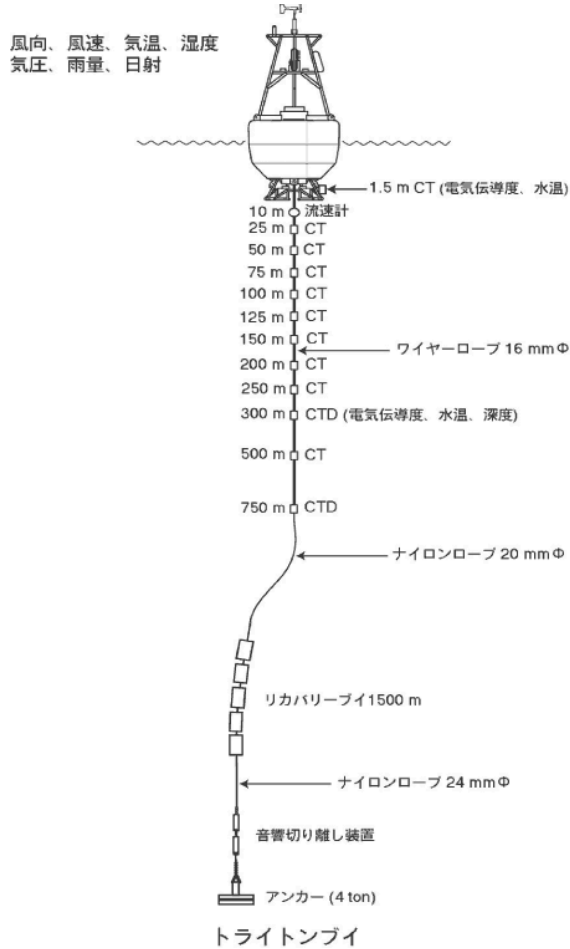 風向、風速、気温、湿度
気圧、雨量、日射
1.5 m CT (電気伝導度、水温)
10 m 流速計
25 m CT
50 m CT
75 m CT
100 m CT
125 m CT
150 m CT
ワイヤーロープ 16 mmΦ
200 m CT
250 m CT
300 m CTD (電気伝導度、水温、深度)
500 m CT
750 m CTD
ナイロンロープ 20 mmΦ
リカバリーブイ1500 m
ナイロンロープ 24 mmΦ
音響切り離し装置
アンカー (4 ton)
トライトンブイ